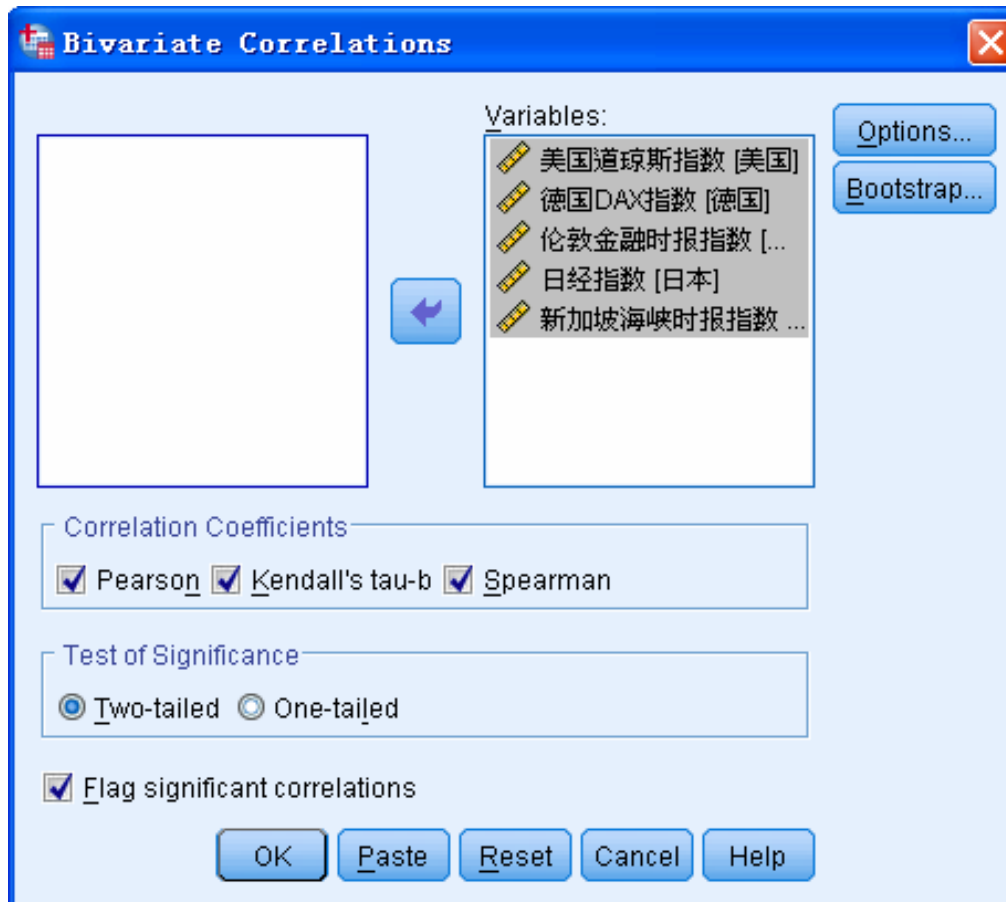 Bivariate Correlations
Variables:
美国道琼斯指数 [美国]
德国DAX指数 [德国]
伦敦金融时报指数 [...
日经指数 [日本]
新加坡海峡时报指数 ...
Options...
Bootstrap...
Correlation Coefficients
Pearson Kendall's tau-b Spearman
Test of Significance
Two-tailed One-tailed
Flag significant correlations
OK Paste Reset Cancel Help